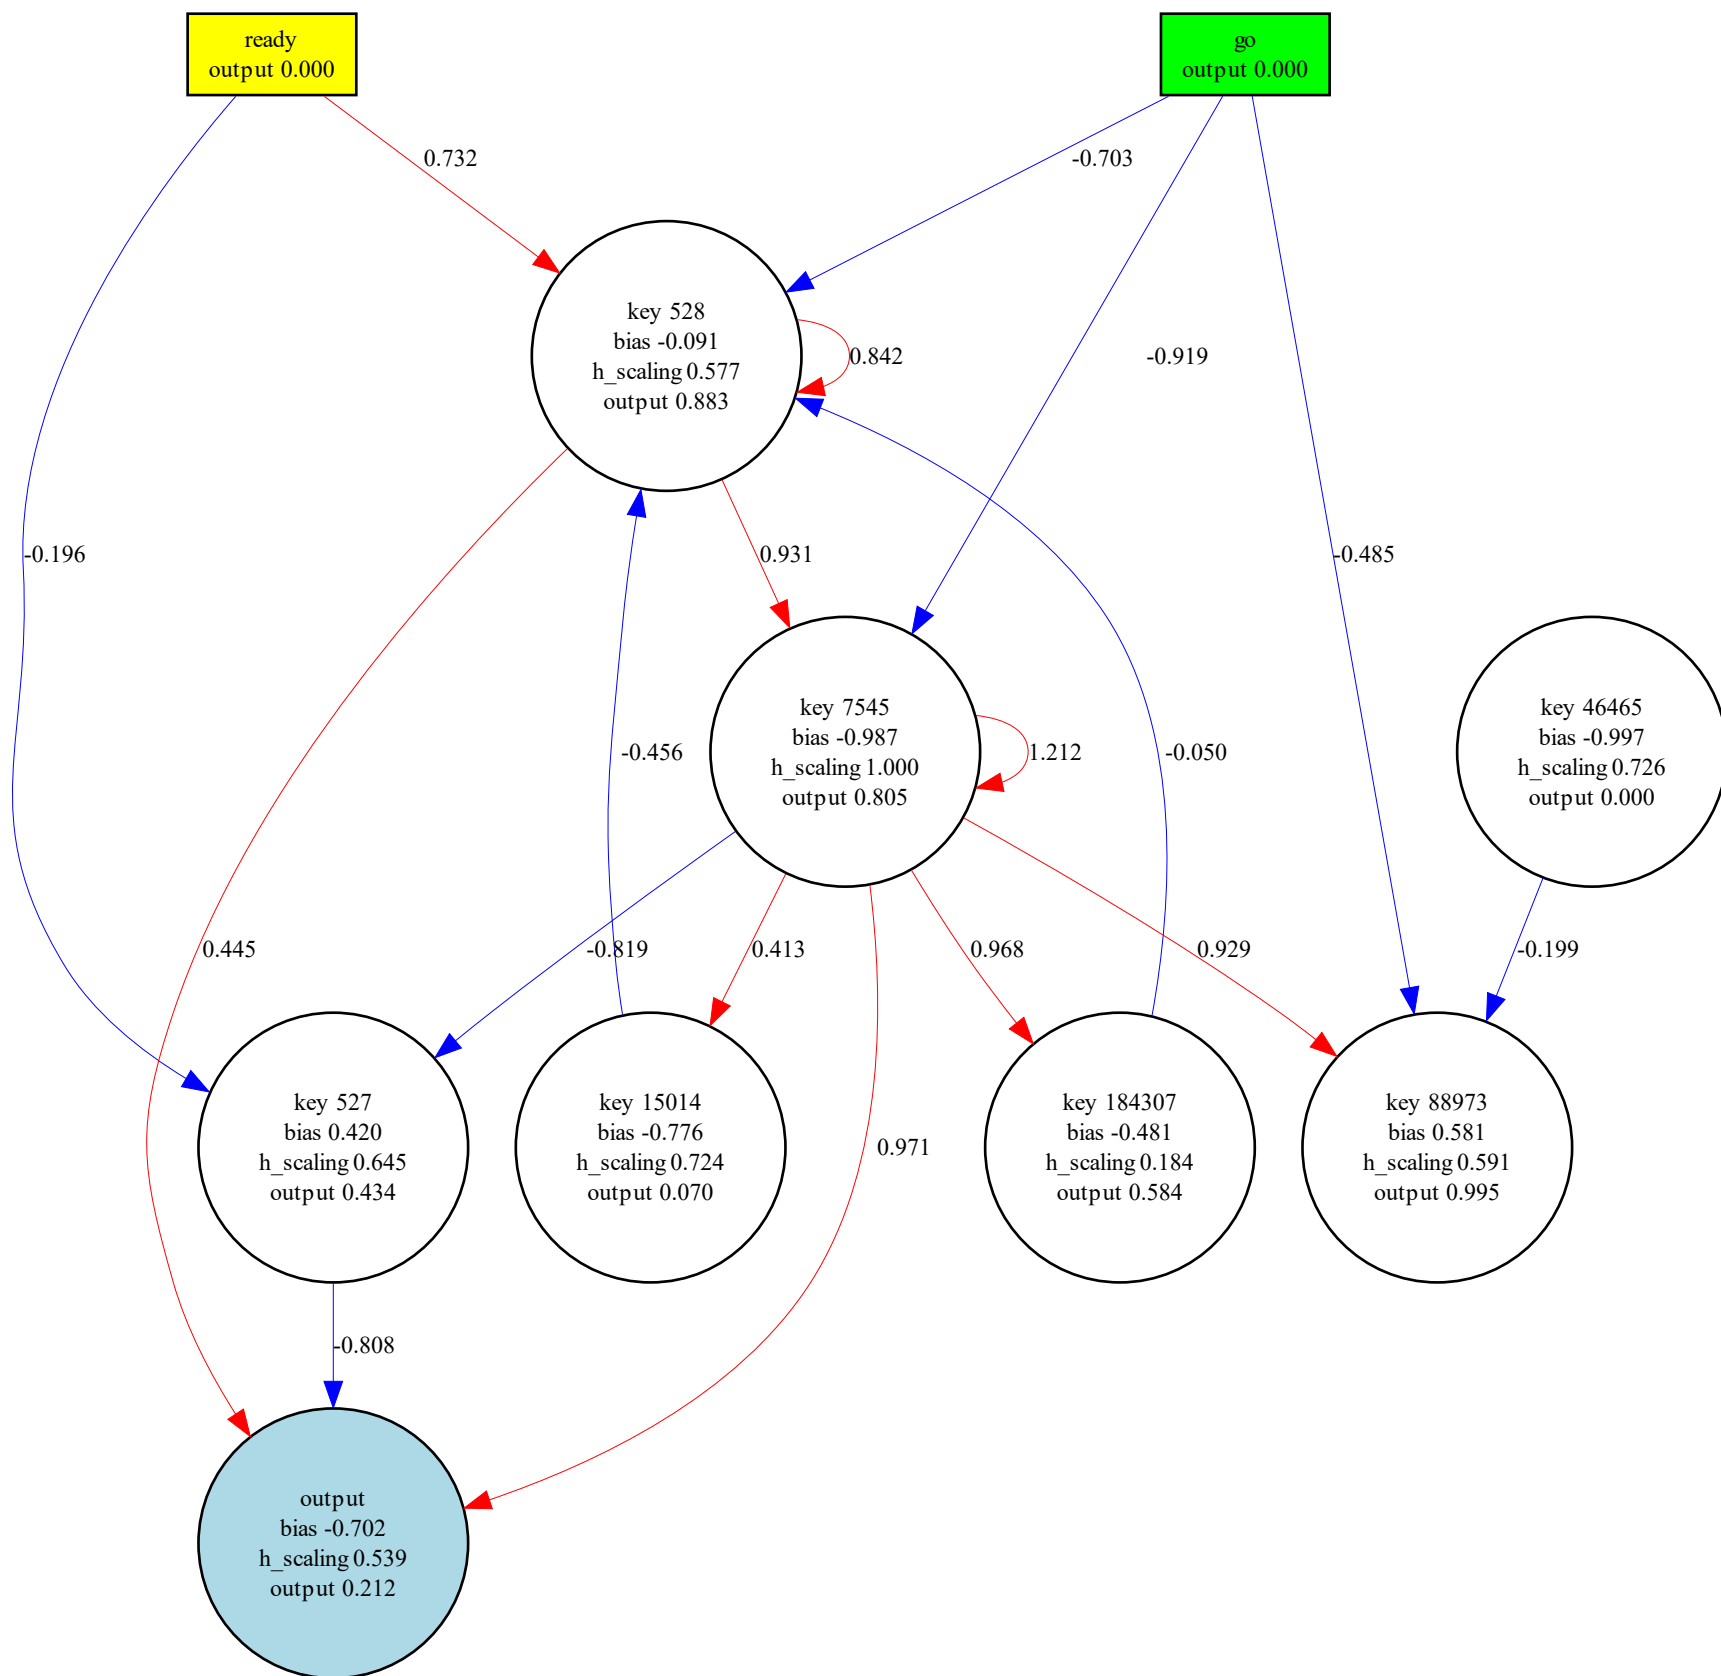 ready
output 0.000
go
output 0.000
0.732
-0.703
key 528
bias -0.091
h_scaling 0.577
output 0.883
0.842
-0.919
-0.196
0.931
-0.485
key 7545
bias -0.987
h_scaling 1.000
output 0.805
-0.456
1.212
-0.050
key 46465
bias -0.997
h_scaling 0.726
output 0.000
0.445
-0.819
0.413
0.968
0.929
-0.199
key 527
bias 0.420
h_scaling 0.645
output 0.434
key 15014
bias -0.776
h_scaling 0.724
output 0.070
0.971
key 184307
bias -0.481
h_scaling 0.184
output 0.584
key 88973
bias 0.581
h_scaling 0.591
output 0.995
-0.808
output
bias -0.702
h_scaling 0.539
output 0.212